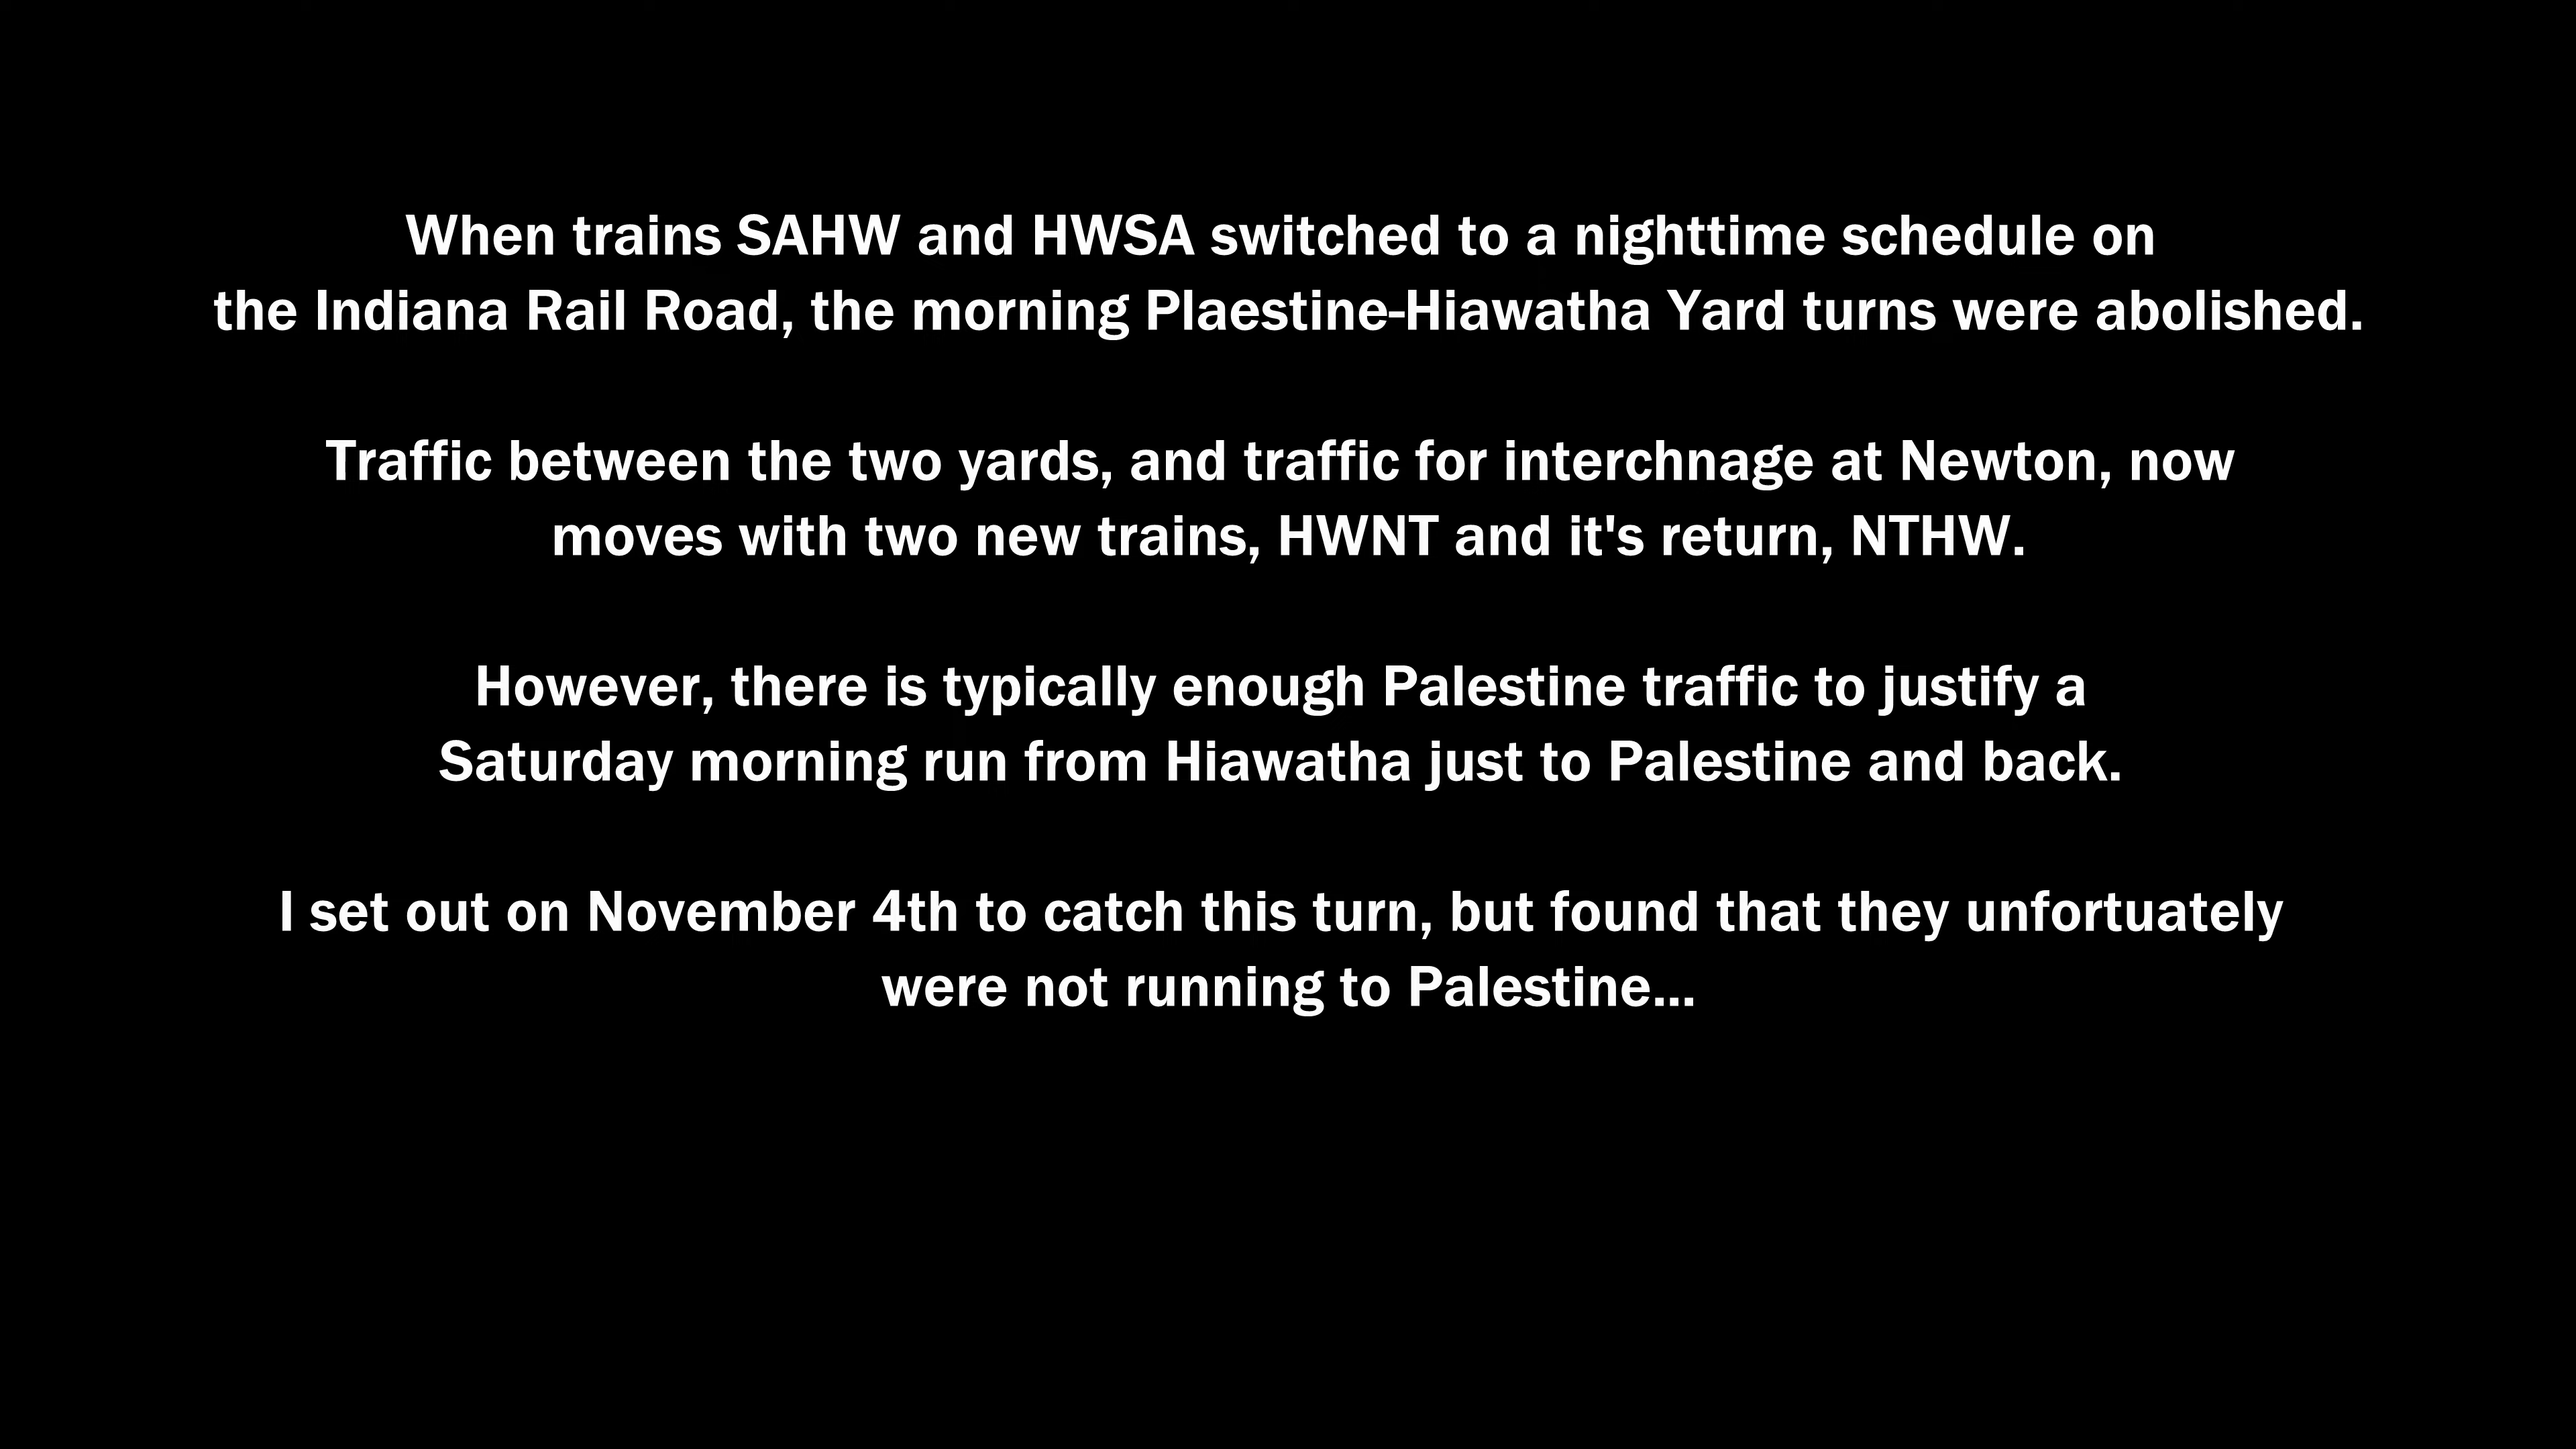 When trains SAHW and HWSA switched to a nighttime schedule on
the Indiana Rail Road, the morning Plaestine-Hiawatha Yard turns were abolished.
Traffic between the two yards, and traffic for interchnage at Newton, now
moves with two new trains, HWNT and it's return, NTHW.
However, there is typically enough Palestine traffic to justify a
Saturday morning run from Hiawatha just to Palestine and back.
I set out on November 4th to catch this turn, but found that they unfortuately
were not running to Palestine...